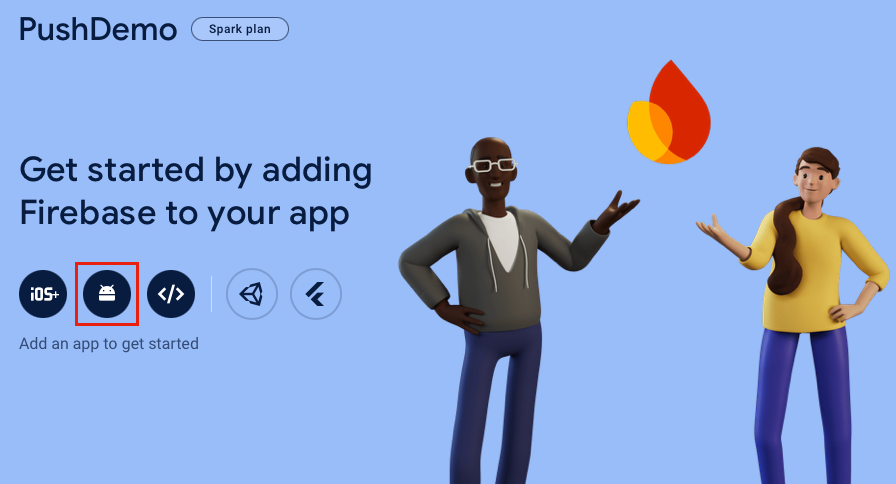 PushDemo
Spark plan
Get started by adding
Firebase to your app
iOS+
</>
Add an app to get started